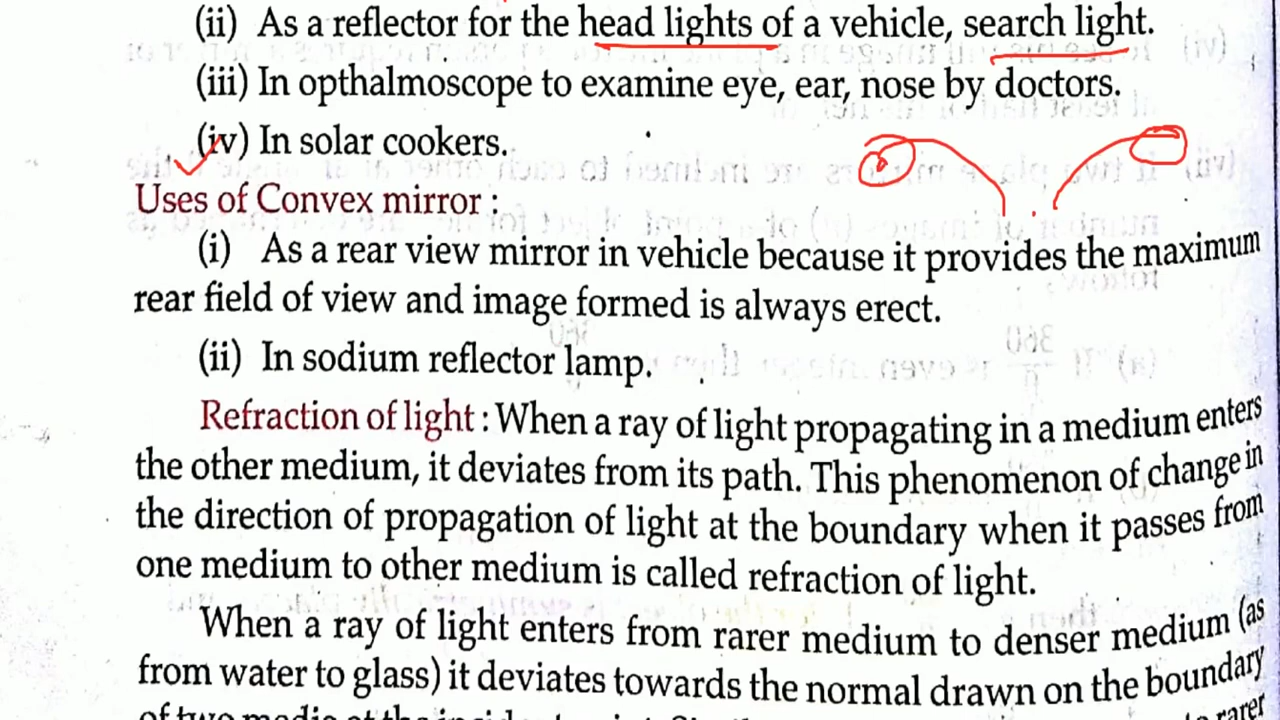 (ii) As a reflector for the head lights of a vehicle, search light.
(iii) In opthalmoscope to examine eye, ear, nose by doctors.
(iv) In solar cookers.
Uses of Convex mirror :
(i) As a rear view mirror in vehicle because it provides the maximum
rear field of view and image formed is always erect.
(ii) In sodium reflector lamp.
Refraction of light : When a ray of light propagating in a medium enters
the other medium, it deviates from its path. This phenomenon of change in
the direction of propagation of light at the boundary when it passes from
one medium to other medium is called refraction of light.
When a ray of light enters from rarer medium to denser medium (as
from water to glass) it deviates towards the normal drawn on the boundary
rarer